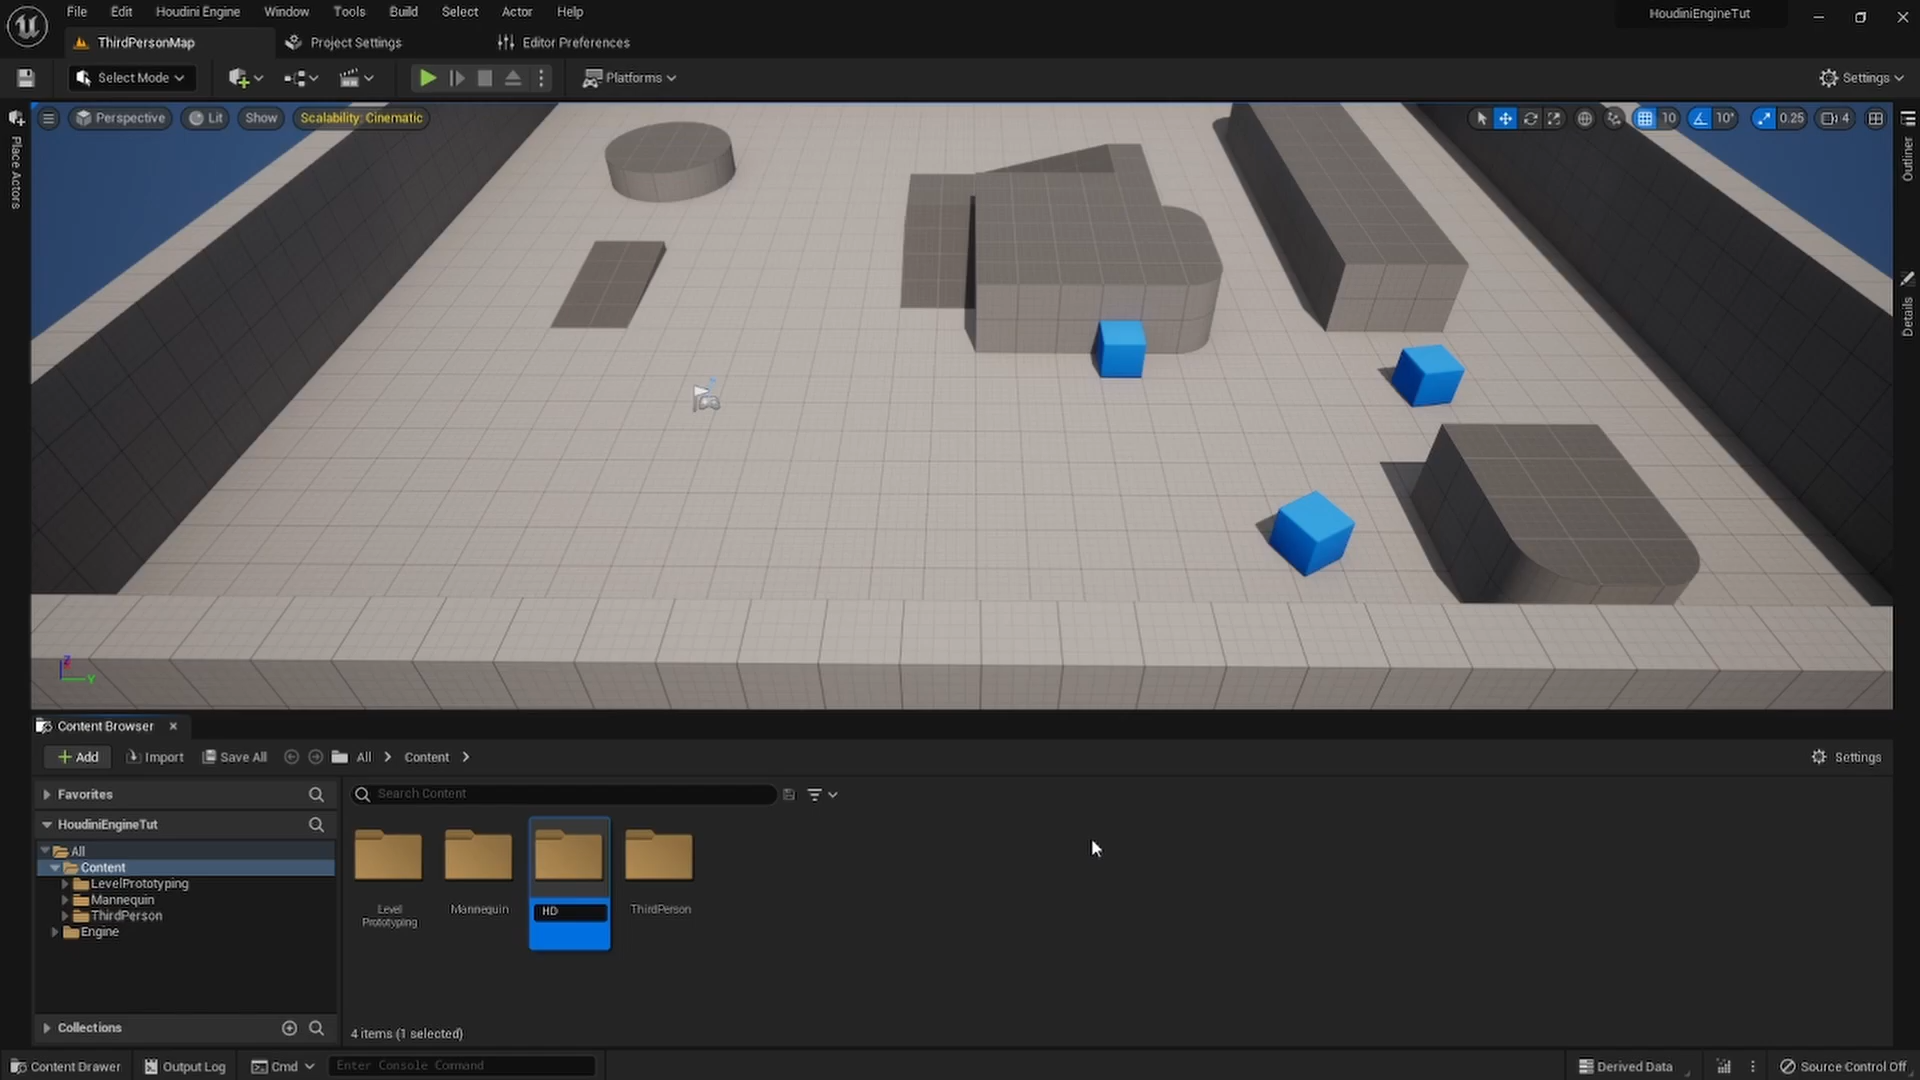 File Edit Houdini Engine Window Tools Build Select Actor Help
HoudiniEngineTut
ThirdPersonMap Project Settings Editor Preferences
Select Mode Platforms Settings
Perspective Lit Show Scalability: Cinematic 10 10° 0.25 4
Place Actors
Outliner
Details
Z
Y
Content Browser
Add Import Save All All Content Settings
Favorites
Search Content
HoudiniEngineTut
All
Content
LevelPrototyping
Mannequin
ThirdPerson
Engine
Level
Prototyping
Mannequin
HD
ThirdPerson
Collections
4 items (1 selected)
Content Drawer Output Log Cmd Enter Console Command Derived Data Source Control Off